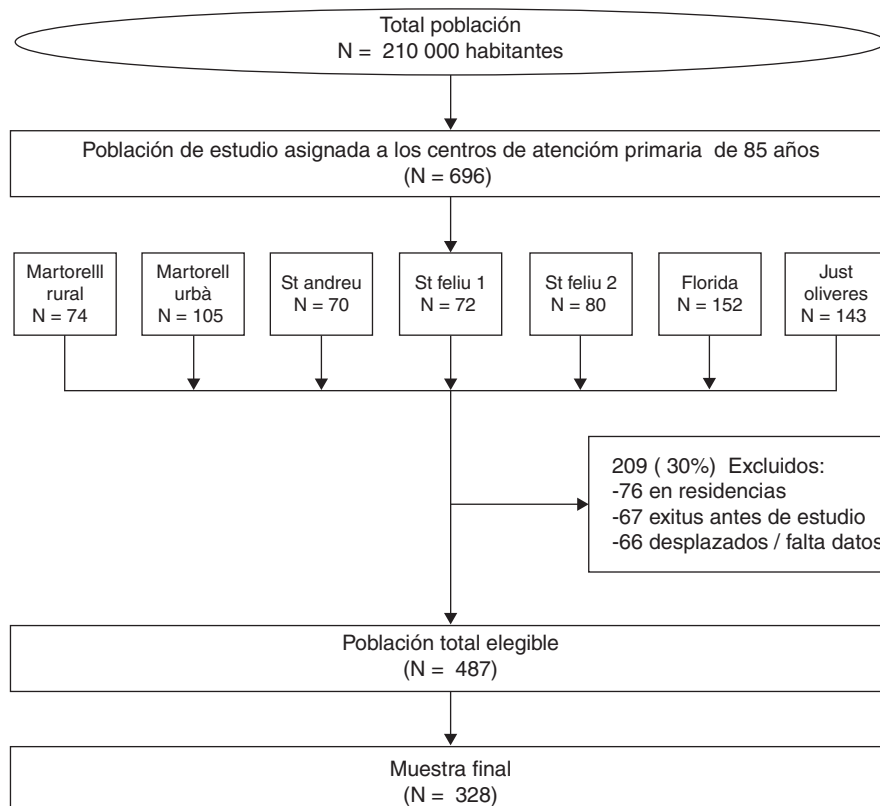 Total población
N = 210 000 habitantes
Población de estudio asignada a los centros de atencióm primaria de 85 años
(N = 696)
Martorelll
rural
N = 74
Martorell
urbà
N = 105
St andreu
N = 70
St feliu 1
N = 72
St feliu 2
N = 80
Florida
N = 152
Just
oliveres
N = 143
209 ( 30%) Excluidos:
-76 en residencias
-67 exitus antes de estudio
-66 desplazados / falta datos
Población total elegible
(N = 487)
Muestra final
(N = 328)